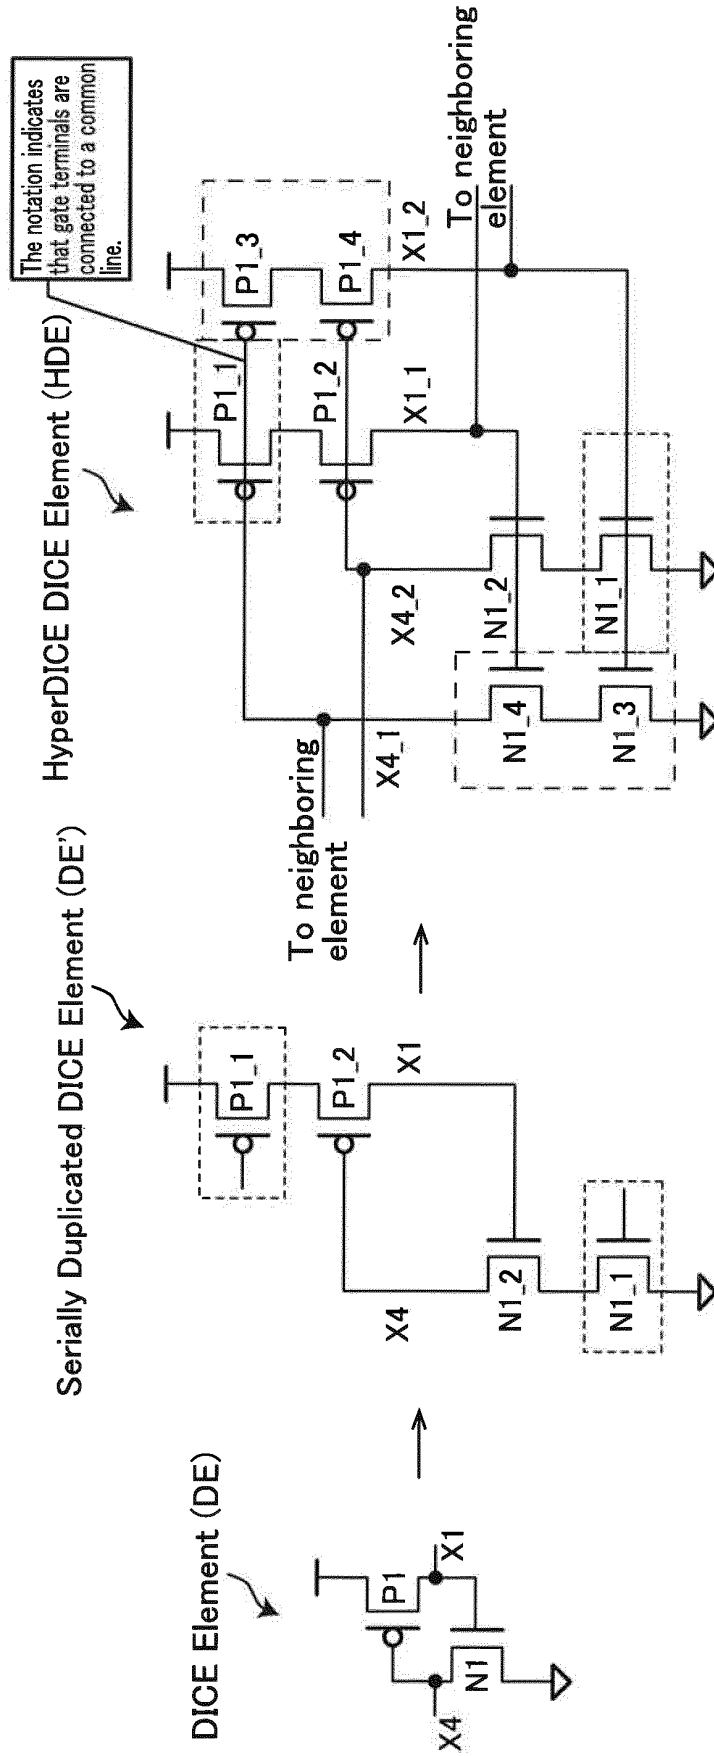 DICE Element (DE)
P1
X1
X4
N1
Serially Duplicated DICE Element (DE')
P1_1
P1_2
X1
X4
N1_2
N1_1
HyperDICE DICE Element (HDE)
The notation indicates
that gate terminals are
connected to a common
line.
P1_1
P1_3
P1_2
P1_4
X1_1
X1_2
To neighboring
element
To neighboring
element
X4_1
X4_2
N1_4
N1_2
N1_3
N1_1